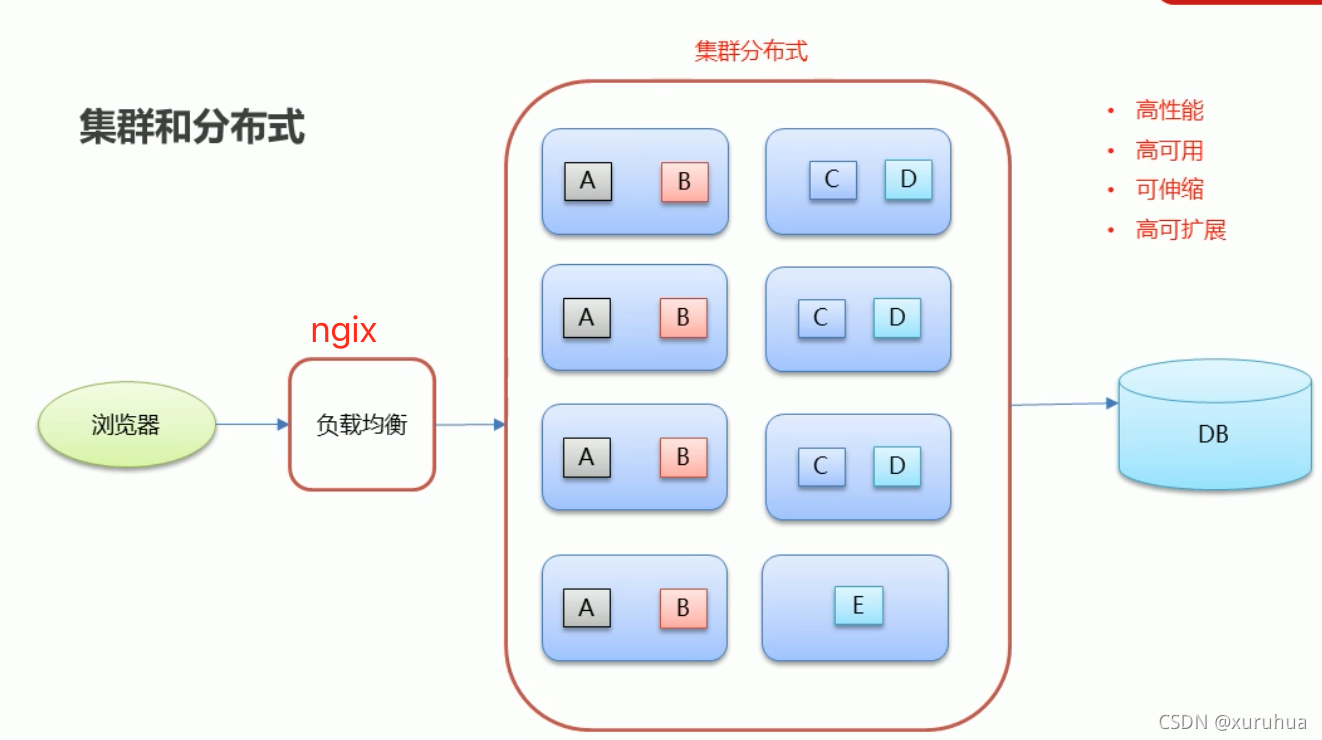 集群分布式
集群和分布式
• 高性能
• 高可用
• 可伸缩
• 高可扩展
A B C D
A B C D
ngix
浏览器
负载均衡
A B C D
DB
A B E
CSDN @xuruhua